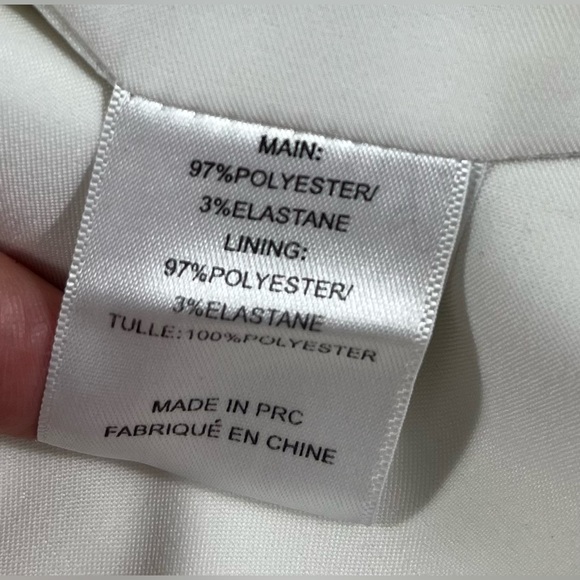 MAIN:
97%POLYESTER/
3%ELASTANE
LINING:
97%POLYESTER/
3%ELASTANE
TULLE:100%POLYESTER
MADE IN PRC
FABRIQUÉ EN CHINE